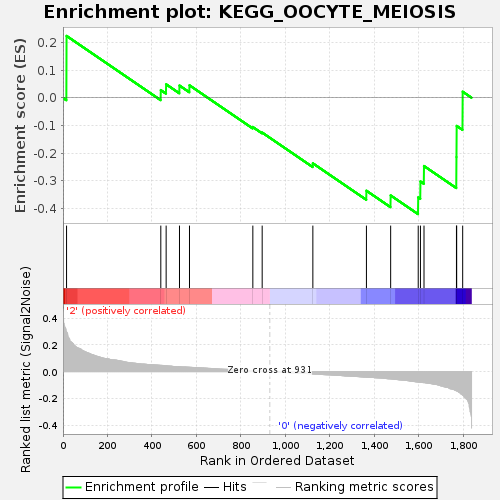 Enrichment plot: KEGG_OOCYTE_MEIOSIS
Enrichment score (ES)
0.2
0.1
0.0
-0.1
-0.2
-0.3
-0.4
'2' (positively correlated)
Ranked list metric (Signal2Noise)
0.4
0.2
0.0
-0.2
-0.4
Zero cross at 931
'0' (negatively correlated)
0 200 400 600 800 1,000 1,200 1,400 1,600 1,800
Rank in Ordered Dataset
Enrichment profile Hits Ranking metric scores